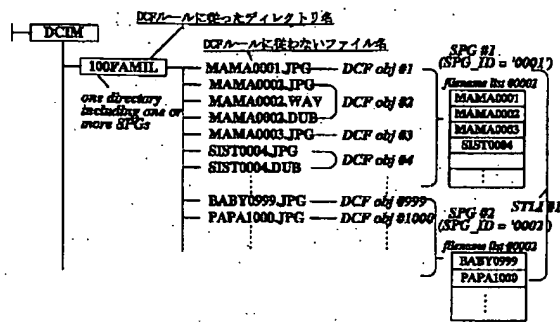 DCFルールに従ったディレクトリ名
DCIM
DCFルールに従わないファイル名
100FAMIL
one directory
including one or
more SPGs
MAMA0001.JPG
DCF obj #1
MAMA0002.JPG
MAMA0002.WAV
DCF obj #2
MAMA0002.DUB
MAMA0003.JPG
DCF obj #3
SIST0004.JPG
DCF obj #4
SIST0004.DUB
BABY0999.JPG
DCF obj #999
PAPA1000.JPG
DCF obj #1000
SPG #1
(SPG_ID = '0001')
filename list #0002
MAMA0001
MAMA0002
MAMA0003
SIST0004
SPG #2
(SPG_ID = '0002')
STLI #1
filename list #0002
BABY0999
PAPA1000